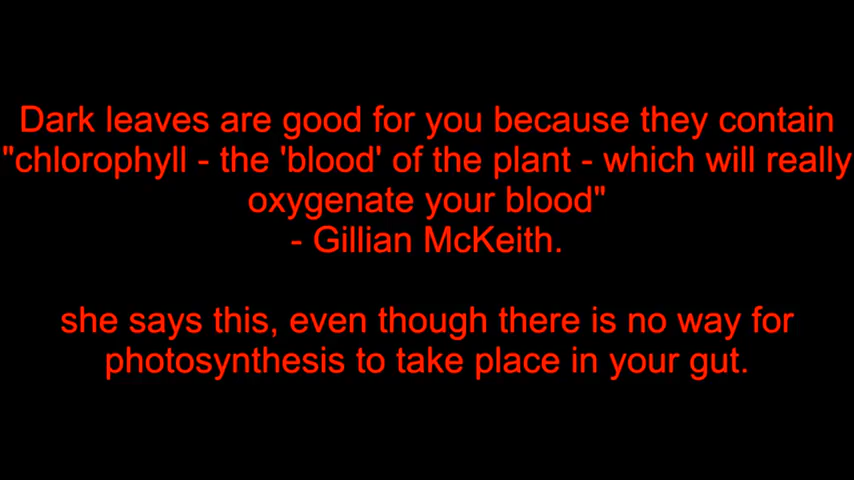 Dark leaves are good for you because they contain
"chlorophyll - the 'blood' of the plant - which will really
oxygenate your blood"
- Gillian McKeith.
she says this, even though there is no way for
photosynthesis to take place in your gut.